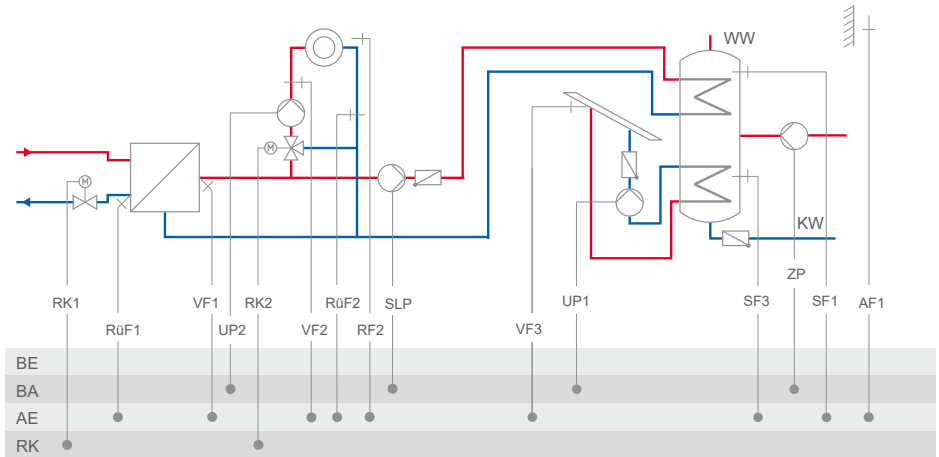 WW
M
M
KW
ZP
RK1
VF1
RK2
RüF2
SLP
UP1
SF3
SF1
AF1
RüF1
UP2
VF2
RF2
VF3
BE
BA
AE
RK